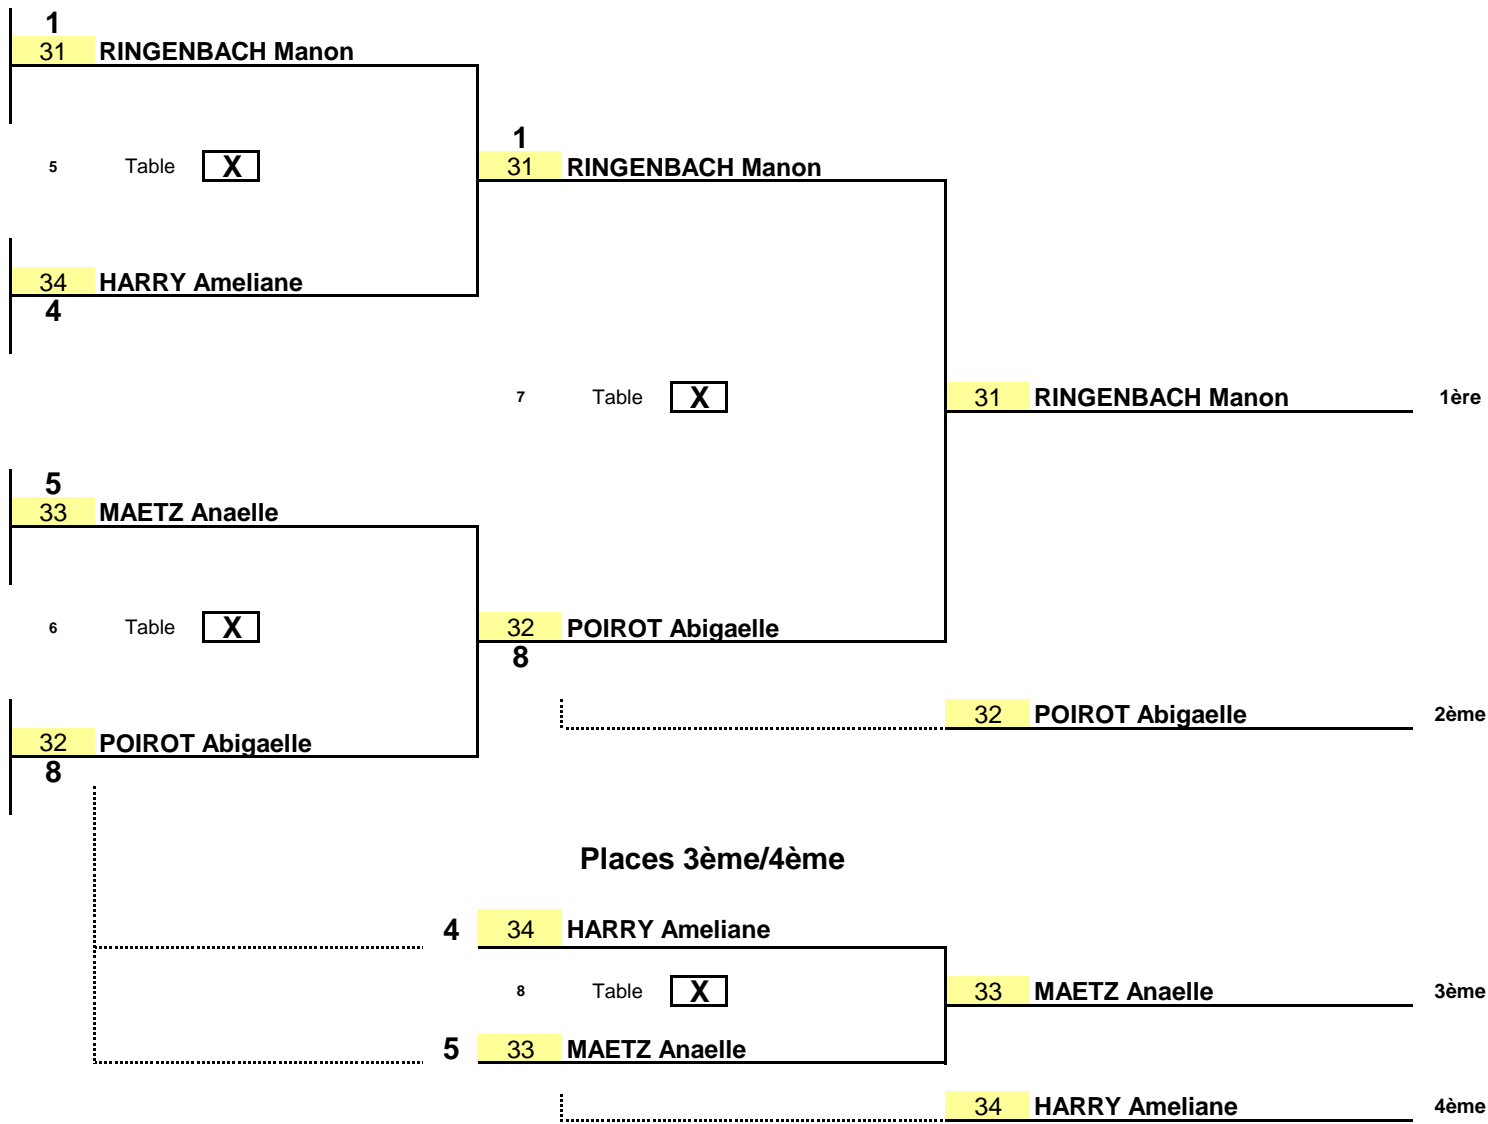 1
31 RINGENBACH Manon
1
5 Table X
31 RINGENBACH Manon
34 HARRY Ameliane
4
7 Table X
31 RINGENBACH Manon 1ère
5
33 MAETZ Anaelle
6 Table X
32 POIROT Abigaelle
8
32 POIROT Abigaelle 2ème
32 POIROT Abigaelle
8
Places 3ème/4ème
4 34 HARRY Ameliane
8 Table X
33 MAETZ Anaelle 3ème
5 33 MAETZ Anaelle
34 HARRY Ameliane 4ème